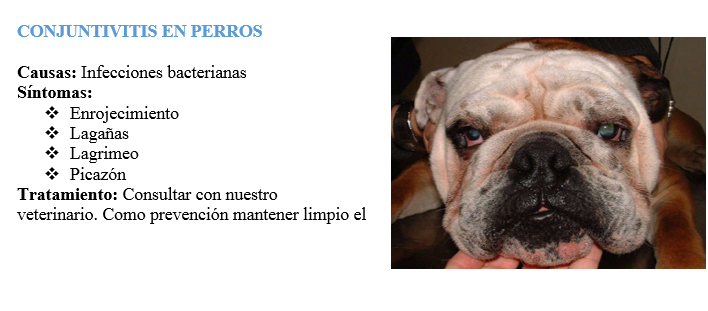 CONJUNTIVITIS EN PERROS
Causas: Infecciones bacterianas
Síntomas:
❖ Enrojecimiento
❖ Lagañas
❖ Lagrimeo
❖ Picazón
Tratamiento: Consultar con nuestro
veterinario. Como prevención mantener limpio el